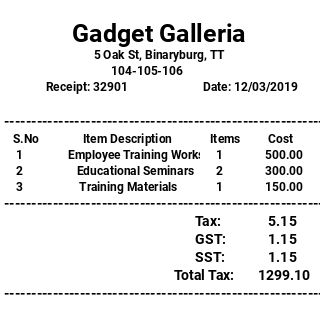 Gadget Galleria
5 Oak St, Binaryburg, TT
104-105-106
Receipt: 32901 Date: 12/03/2019
S.No Item Description Items Cost
1 Employee Training Works 1 500.00
2 Educational Seminars 2 300.00
3 Training Materials 1 150.00
Tax: 5.15
GST: 1.15
SST: 1.15
Total Tax: 1299.10